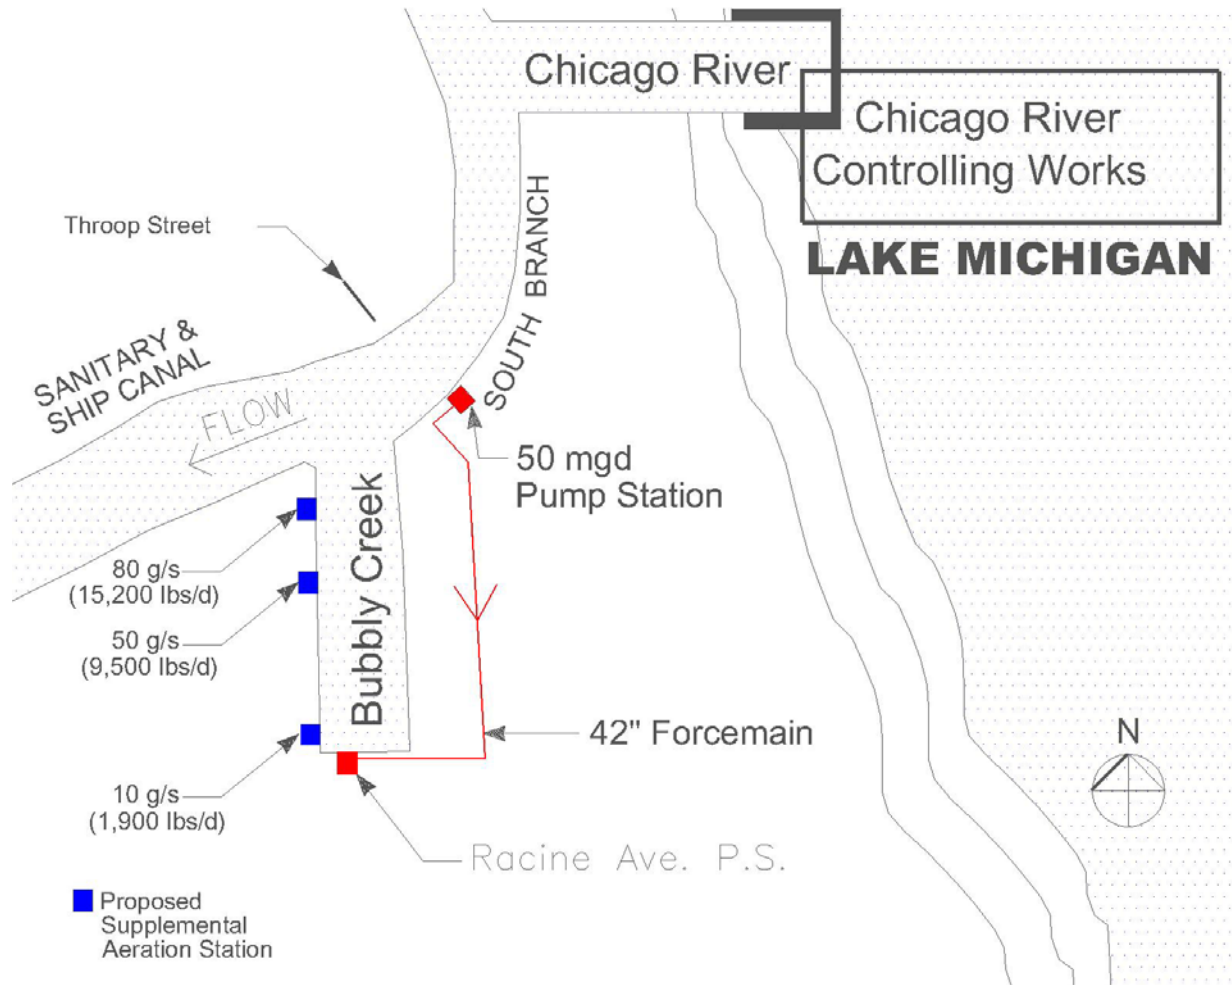 Chicago River
Chicago River
Controlling Works
LAKE MICHIGAN
Throop Street
SOUTH BRANCH
SANITARY &
SHIP CANAL
FLOW
50 mgd
Pump Station
Bubbly Creek
80 g/s
(15,200 lbs/d)
50 g/s
(9,500 lbs/d)
42" Forcemain
N
10 g/s
(1,900 lbs/d)
Racine Ave. P.S.
Proposed
Supplemental
Aeration Station